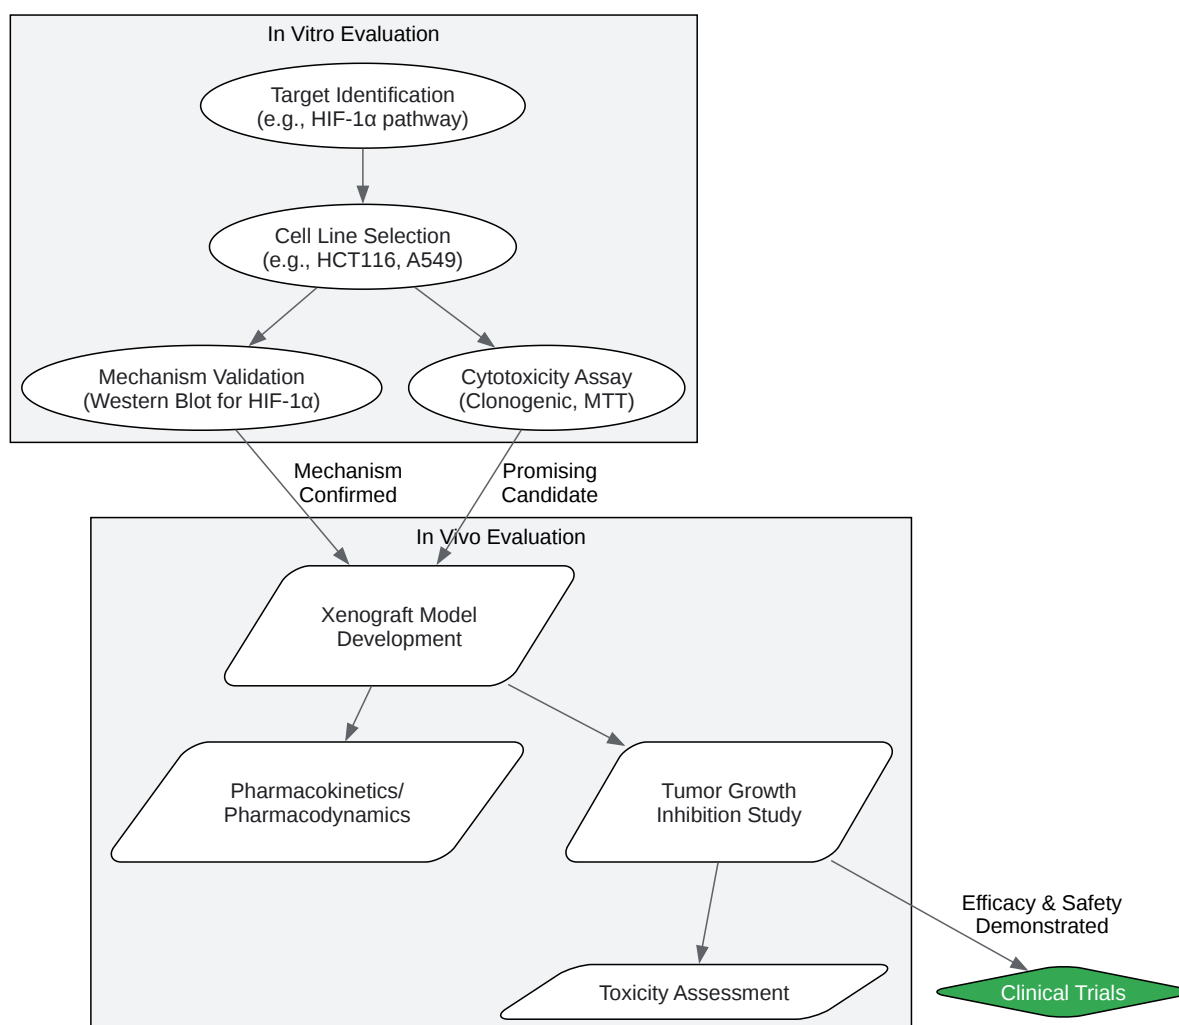 In Vitro Evaluation
Target Identification
(e.g., HIF-1α pathway)
Cell Line Selection
(e.g., HCT116, A549)
Mechanism Validation
(Western Blot for HIF-1α)
Cytotoxicity Assay
(Clonogenic, MTT)
Mechanism
Confirmed
Promising
Candidate
In Vivo Evaluation
Xenograft Model
Development
Pharmacokinetics/
Pharmacodynamics
Tumor Growth
Inhibition Study
Efficacy & Safety
Demonstrated
Toxicity Assessment
Clinical Trials